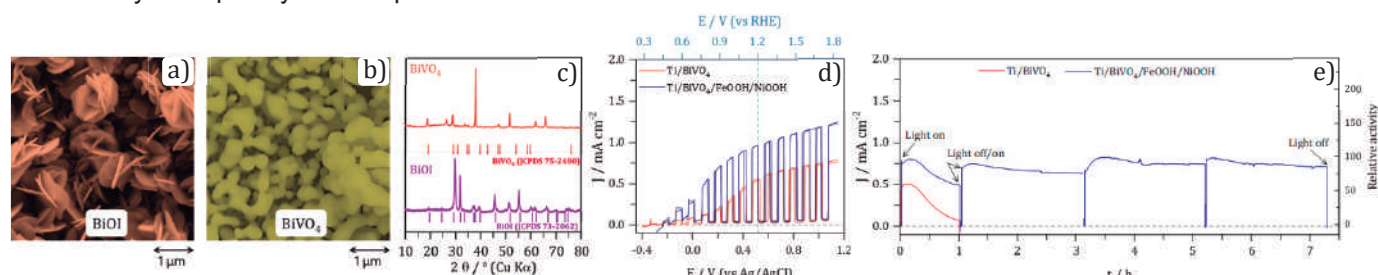 a)
BiOI
1 µm
b)
BiVO₄
1 µm
c)
BiVO₄
BiVO₄ (JCPDS 75-2480)
BiOI
BiOI (JCPDS 73-2062)
10 20 30 40 50 60 70 80
2 θ / ° (Cu Kα)
E / V (vs RHE)
0.3 0.6 0.9 1.2 1.5 1.8
d)
Ti/BiVO₄
Ti/BiVO₄/FeOOH/NiOOH
j / mA cm⁻²
2.0
1.5
1.0
0.5
0.0
-0.4 0.0 0.4 0.8 1.2
E / V (vs Ag/AgCl)
e)
Ti/BiVO₄
Ti/BiVO₄/FeOOH/NiOOH
j / mA cm⁻²
2.0
1.5
1.0
0.5
0.0
Light on
Light off/on
Light off
200
150
100
50
0
Relative activity
0 1 2 3 4 5 6 7